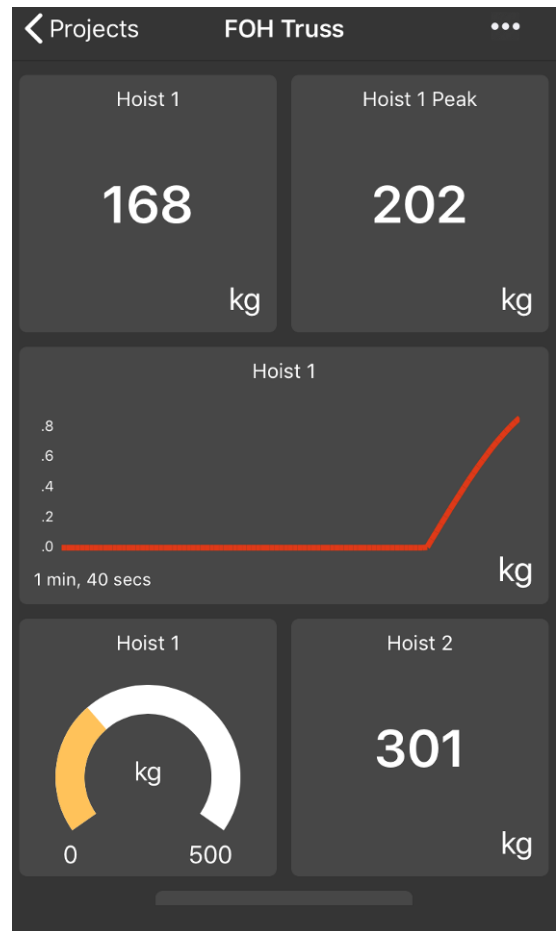 Projects
FOH Truss
•••
Hoist 1
168
kg
Hoist 1 Peak
202
kg
Hoist 1
.8
.6
.4
.2
.0
1 min, 40 secs
kg
Hoist 1
kg
0
500
Hoist 2
301
kg